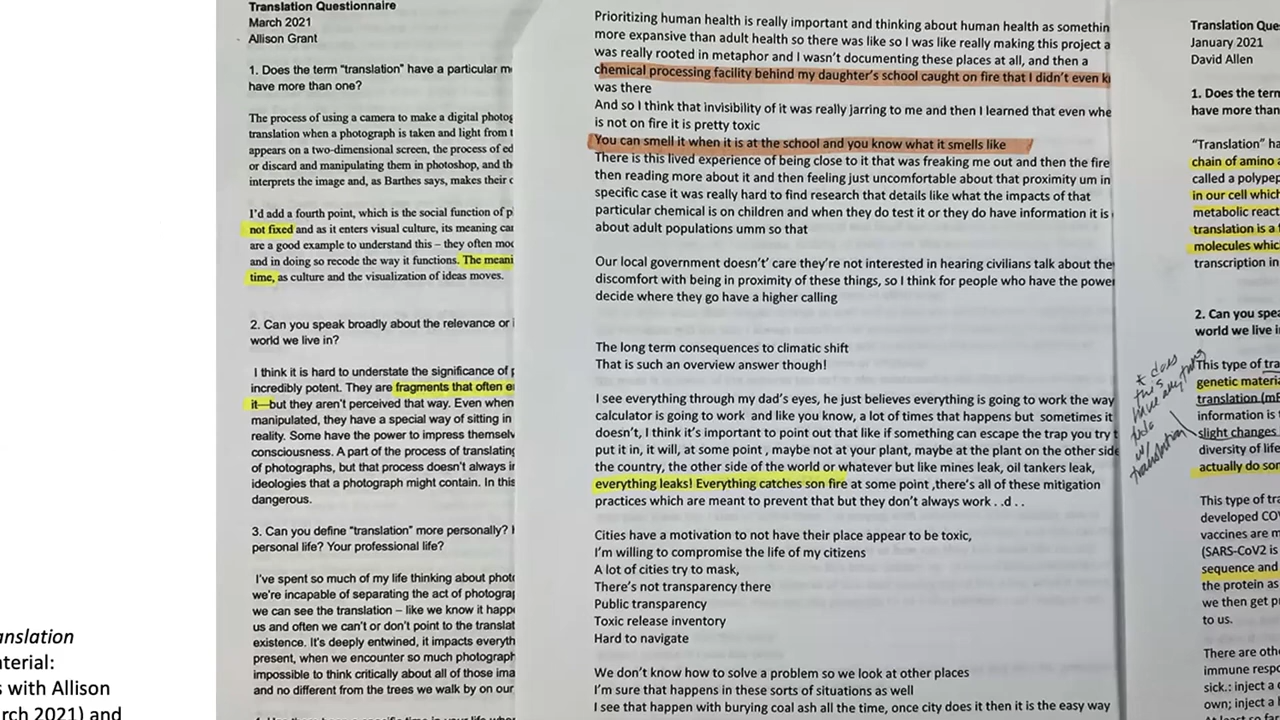 Translation Questionnaire
March 2021
Allison Grant
1. Does the term "translation" have a particular m
have more than one?
The process of using a camera to make a digital photog
translation when a photograph is taken and light from t
appears on a two-dimensional screen, the process of ed
or discard and manipulating them in photoshop, and th
interprets the image and, as Barthes says, makes their c
I'd add a fourth point, which is the social function of p
not fixed and as it enters visual culture, its meaning can
are a good example to understand this – they often mod
and in doing so recode the way it functions. The meani
time, as culture and the visualization of ideas moves.
2. Can you speak broadly about the relevance or i
world we live in?
I think it is hard to understate the significance of p
incredibly potent. They are fragments that often e
it—but they aren't perceived that way. Even when
manipulated, they have a special way of sitting in
reality. Some have the power to impress themselv
consciousness. A part of the process of translating
of photographs, but that process doesn't always in
ideologies that a photograph might contain. In this
dangerous.
3. Can you define "translation" more personally? H
personal life? Your professional life?
I've spent so much of my life thinking about phot
we're incapable of separating the act of photograp
we can see the translation – like we know it happe
us and often we can't or don't point to the translat
existence. It's deeply entwined, it impacts everyth
present, when we encounter so much photograph
impossible to think critically about all of those ima
and no different from the trees we walk by on our
Prioritizing human health is really important and thinking about human health as somethin
more expansive than adult health so there was like so I was like really making this project a
was really rooted in metaphor and I wasn't documenting these places at all, and then a
chemical processing facility behind my daughter's school caught on fire that I didn't even k
was there
And so I think that invisibility of it was really jarring to me and then I learned that even whe
is not on fire it is pretty toxic
You can smell it when it is at the school and you know what it smells like
There is this lived experience of being close to it that was freaking me out and then the fire
then reading more about it and then feeling just uncomfortable about that proximity um in
specific case it was really hard to find research that details like what the impacts of that
particular chemical is on children and when they do test it or they do have information it is
about adult populations umm so that
Our local government doesn't' care they're not interested in hearing civilians talk about the
discomfort with being in proximity of these things, so I think for people who have the powe
decide where they go have a higher calling
The long term consequences to climatic shift
That is such an overview answer though!
I see everything through my dad's eyes, he just believes everything is going to work the way
calculator is going to work and like you know, a lot of times that happens but sometimes it
doesn't, I think it's important to point out that like if something can escape the trap you try t
put it in, it will, at some point , maybe not at your plant, maybe at the plant on the other side
the country, the other side of the world or whatever but like mines leak, oil tankers leak,
everything leaks! Everything catches son fire at some point ,there's all of these mitigation
practices which are meant to prevent that but they don't always work . .d . .
Cities have a motivation to not have their place appear to be toxic,
I'm willing to compromise the life of my citizens
A lot of cities try to mask,
There's not transparency there
Public transparency
Toxic release inventory
Hard to navigate
We don't know how to solve a problem so we look at other places
I'm sure that happens in these sorts of situations as well
I see that happen with burying coal ash all the time, once city does it then it is the easy way
Translation Que
January 2021
David Allen
1. Does the term
have more than
"Translation" ha
chain of amino a
called a polypep
in our cell which
metabolic react
translation is a f
molecules whic
transcription in
2. Can you spea
world we live i
* does
this
have anything
to do
w/
translation
This type of tra
genetic materia
translation (mR
information is t
slight changes
diversity of life
actually do som
This type of tra
developed COV
vaccines are m
(SARS-CoV2 is
sequence and
the protein as
we then get pr
to us.
There are oth
immune respo
sick.: inject a
own; inject a
anslation
aterial:
s with Allison
rch 2021) and